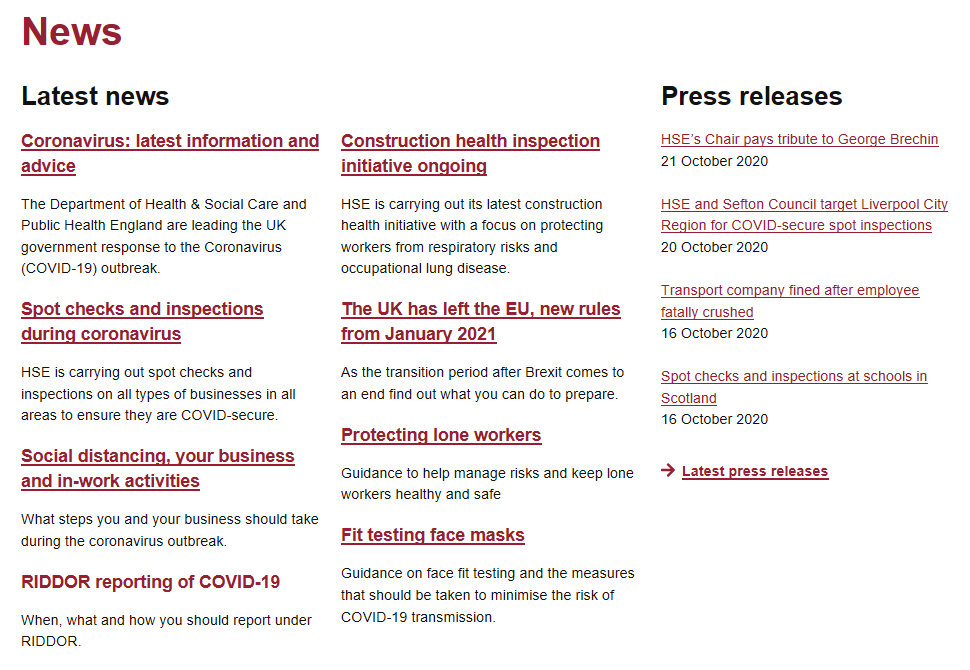 News
Latest news
Coronavirus: latest information and
advice
The Department of Health & Social Care and
Public Health England are leading the UK
government response to the Coronavirus
(COVID-19) outbreak.
Spot checks and inspections
during coronavirus
HSE is carrying out spot checks and
inspections on all types of businesses in all
areas to ensure they are COVID-secure.
Social distancing, your business
and in-work activities
What steps you and your business should take
during the coronavirus outbreak.
RIDDOR reporting of COVID-19
When, what and how you should report under
RIDDOR.
Construction health inspection
initiative ongoing
HSE is carrying out its latest construction
health initiative with a focus on protecting
workers from respiratory risks and
occupational lung disease.
The UK has left the EU, new rules
from January 2021
As the transition period after Brexit comes to
an end find out what you can do to prepare.
Protecting lone workers
Guidance to help manage risks and keep lone
workers healthy and safe
Fit testing face masks
Guidance on face fit testing and the measures
that should be taken to minimise the risk of
COVID-19 transmission.
Press releases
HSE’s Chair pays tribute to George Brechin
21 October 2020
HSE and Sefton Council target Liverpool City
Region for COVID-secure spot inspections
20 October 2020
Transport company fined after employee
fatally crushed
16 October 2020
Spot checks and inspections at schools in
Scotland
16 October 2020
→ Latest press releases